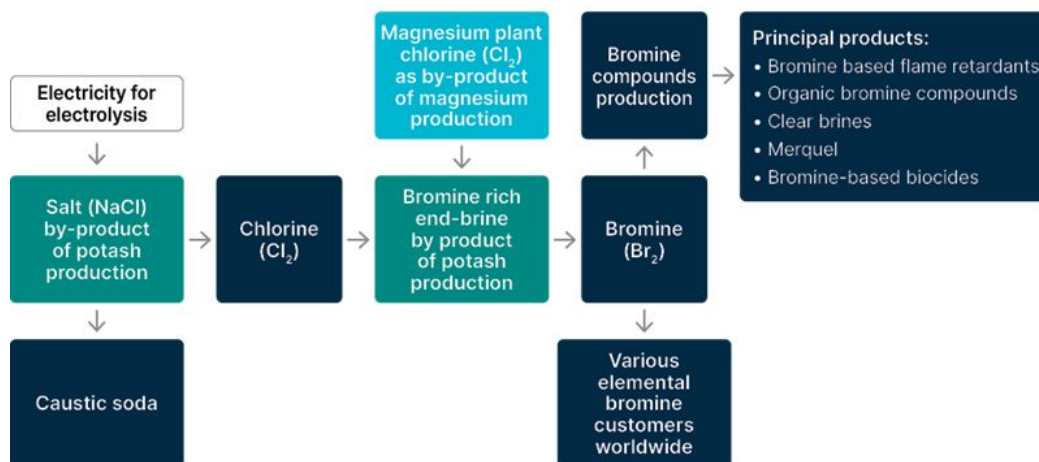 Electricity for
electrolysis
Magnesium plant
chlorine (Cl₂)
as by-product
of magnesium
production
Bromine
compounds
production
Principal products:
• Bromine based flame retardants
• Organic bromine compounds
• Clear brines
• Merquel
• Bromine-based biocides
Salt (NaCl)
by-product
of potash
production
Chlorine
(Cl₂)
Bromine rich
end-brine
by product
of potash
production
Bromine
(Br₂)
Caustic soda
Various
elemental
bromine
customers
worldwide